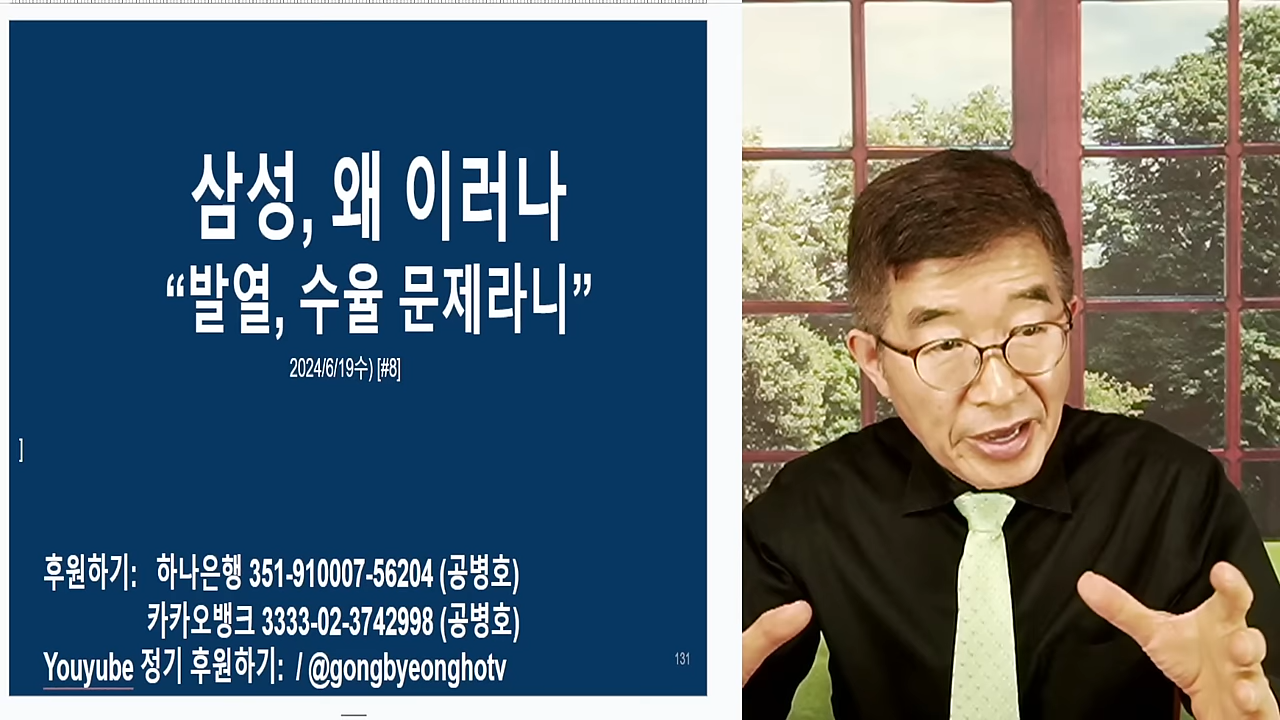 삼성, 왜 이러나
“발열, 수율 문제라니”
2024/6/19수) [#8]
]
후원하기: 하나은행 351-910007-56204 (공병호)
카카오뱅크 3333-02-3742998 (공병호)
Youyube 정기 후원하기: / @gongbyeonghotv
131